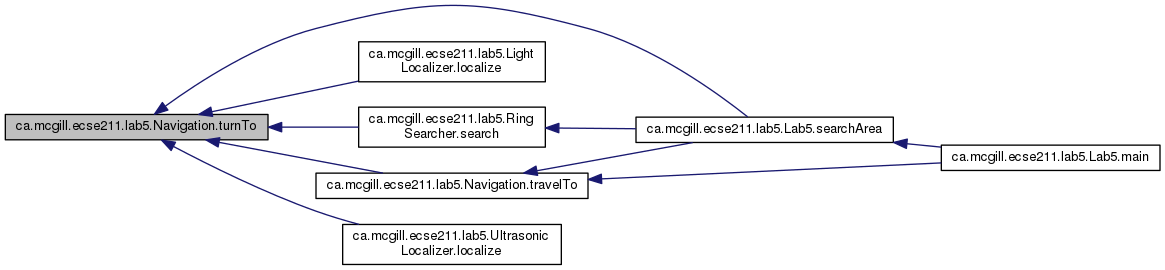 ca.mcgill.ecse211.lab5.Navigation.turnTo
ca.mcgill.ecse211.lab5.Light
Localizer.localize
ca.mcgill.ecse211.lab5.Ring
Searcher.search
ca.mcgill.ecse211.lab5.Navigation.travelTo
ca.mcgill.ecse211.lab5.Ultrasonic
Localizer.localize
ca.mcgill.ecse211.lab5.Lab5.searchArea
ca.mcgill.ecse211.lab5.Lab5.main